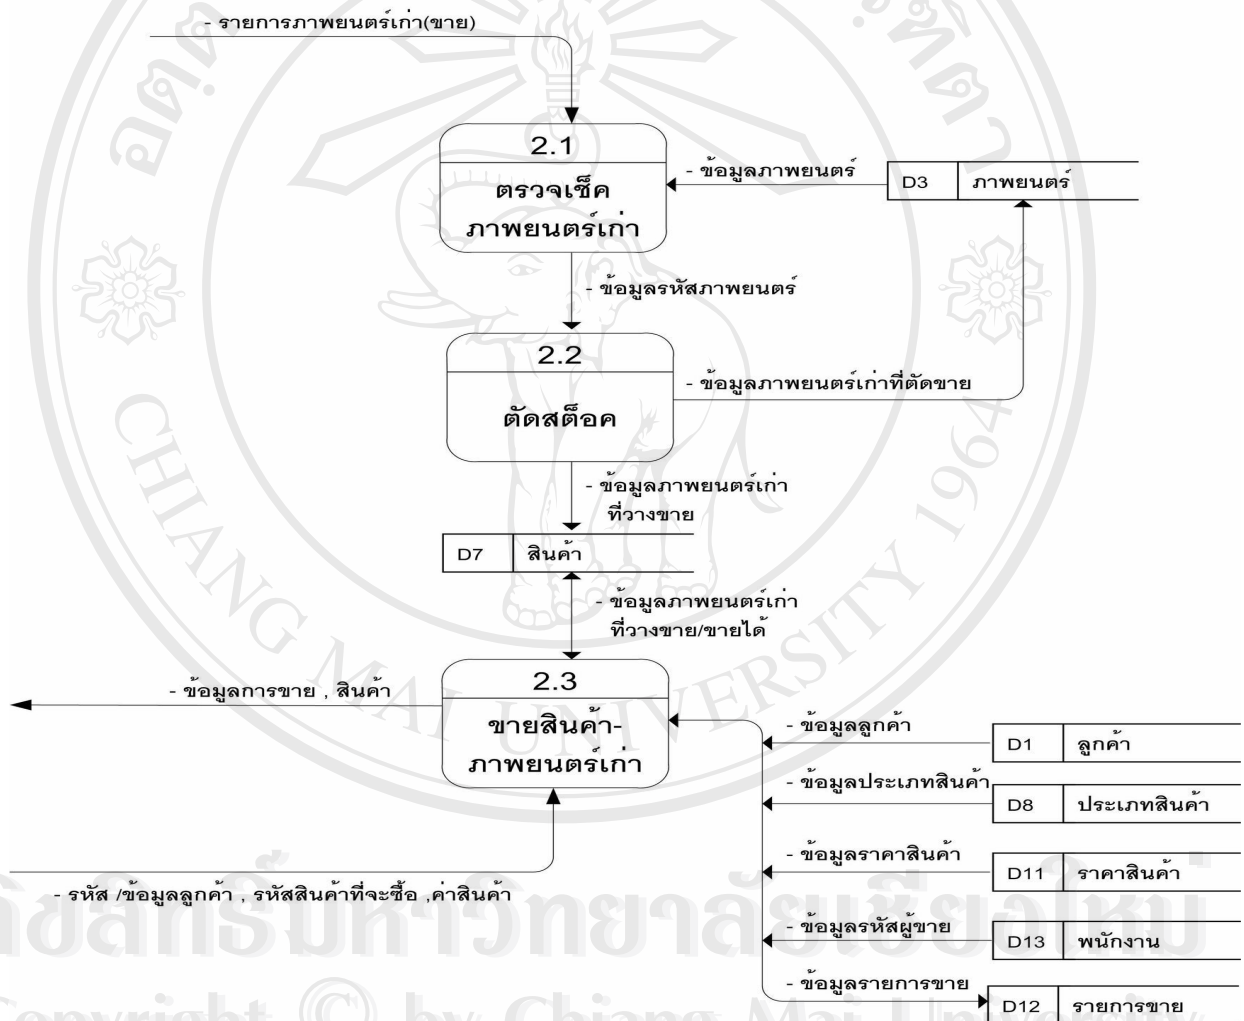 - รายการภาพยนตร์เก่า(ขาย)
2.1
ตรวจเช็ค
ภาพยนตร์เก่า
- ข้อมูลภาพยนตร์
D3 ภาพยนตร์
- ข้อมูลรหัสภาพยนตร์
2.2
ตัดสต็อค
- ข้อมูลภาพยนตร์เก่าที่ตัดขาย
- ข้อมูลภาพยนตร์เก่า
ที่วางขาย
D7 สินค้า
- ข้อมูลภาพยนตร์เก่า
ที่วางขาย/ขายได้
2.3
ขายสินค้า-
ภาพยนตร์เก่า
- ข้อมูลการขาย , สินค้า
- รหัส /ข้อมูลลูกค้า , รหัสสินค้าที่จะซื้อ ,ค่าสินค้า
- ข้อมูลลูกค้า
D1 ลูกค้า
- ข้อมูลประเภทสินค้า
D8 ประเภทสินค้า
- ข้อมูลราคาสินค้า
D11 ราคาสินค้า
- ข้อมูลรหัสผู้ขาย
D13 พนักงาน
- ข้อมูลรายการขาย
D12 รายการขาย
CHIANG MAI UNIVERSITY 1964
Copyright © by Chiang Mai University